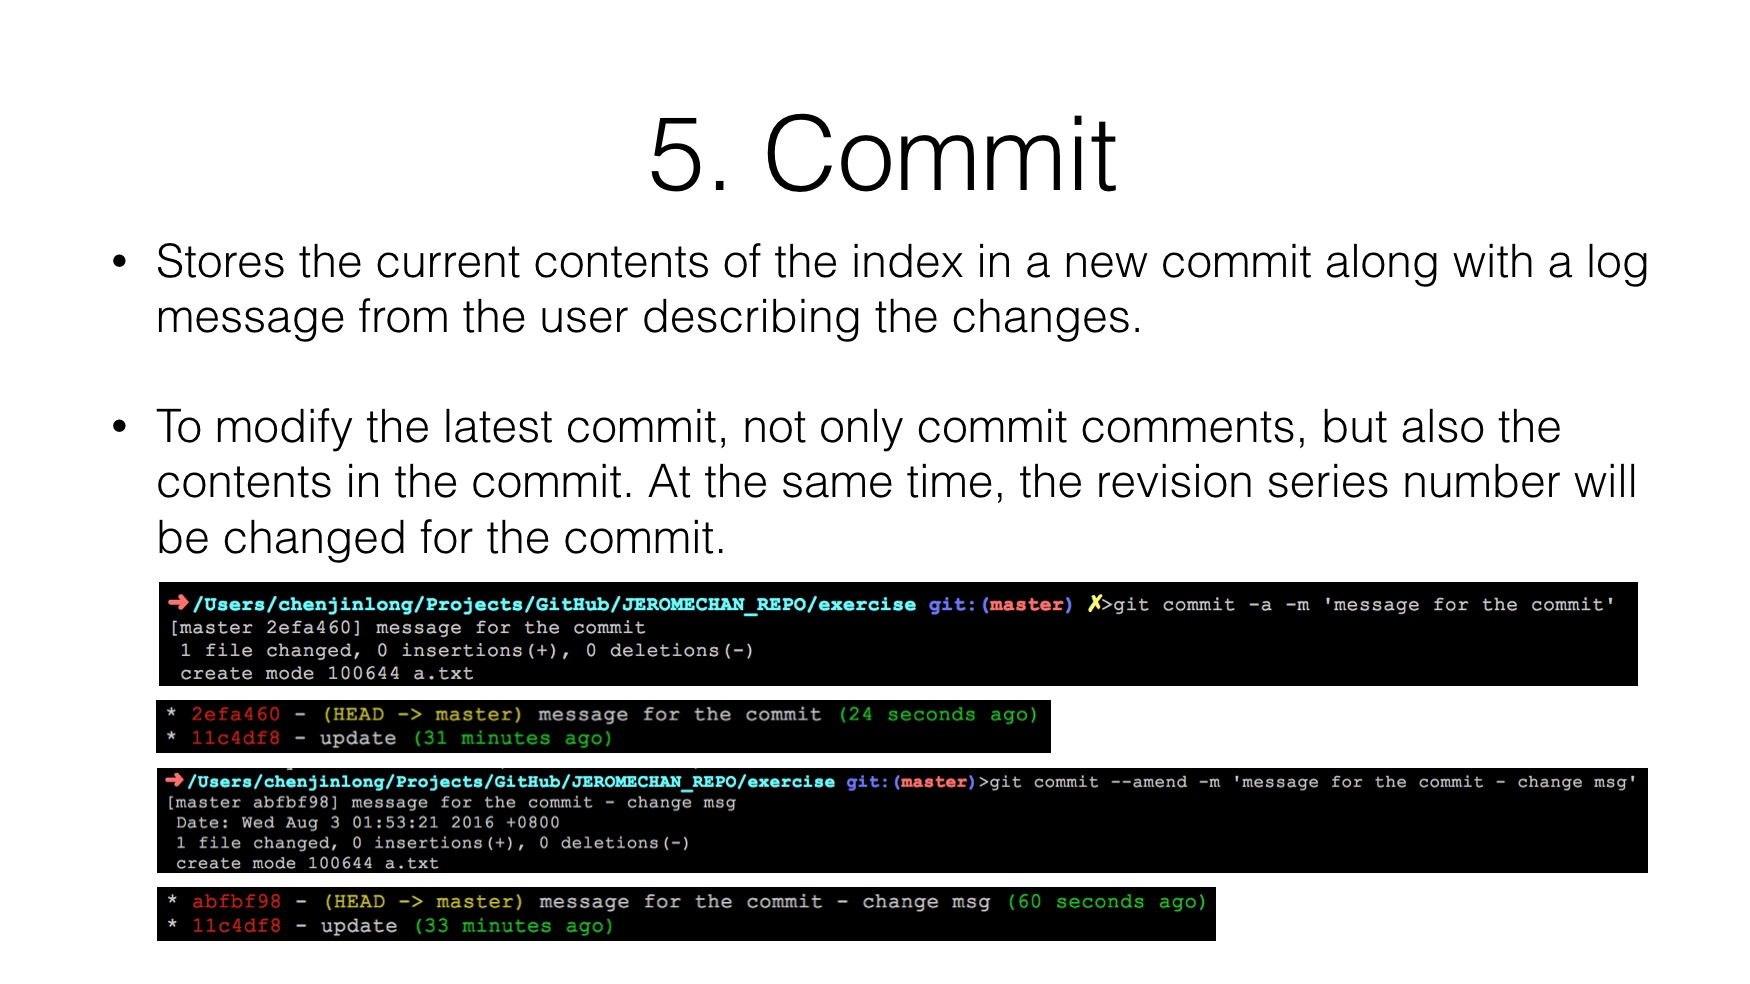 5. Commit
• Stores the current contents of the index in a new commit along with a log
message from the user describing the changes.
• To modify the latest commit, not only commit comments, but also the
contents in the commit. At the same time, the revision series number will
be changed for the commit.
➜/Users/chenjinlong/Projects/GitHub/JEROMECHAN_REPO/exercise git:(master) ✗>git commit -a -m 'message for the commit'
[master 2efa460] message for the commit
1 file changed, 0 insertions(+), 0 deletions(-)
create mode 100644 a.txt
* 2efa460 - (HEAD -> master) message for the commit (24 seconds ago)
* 11c4df8 - update (31 minutes ago)
➜/Users/chenjinlong/Projects/GitHub/JEROMECHAN_REPO/exercise git:(master)>git commit --amend -m 'message for the commit - change msg'
[master abfbf98] message for the commit - change msg
Date: Wed Aug 3 01:53:21 2016 +0800
1 file changed, 0 insertions(+), 0 deletions(-)
create mode 100644 a.txt
* abfbf98 - (HEAD -> master) message for the commit - change msg (60 seconds ago)
* 11c4df8 - update (33 minutes ago)